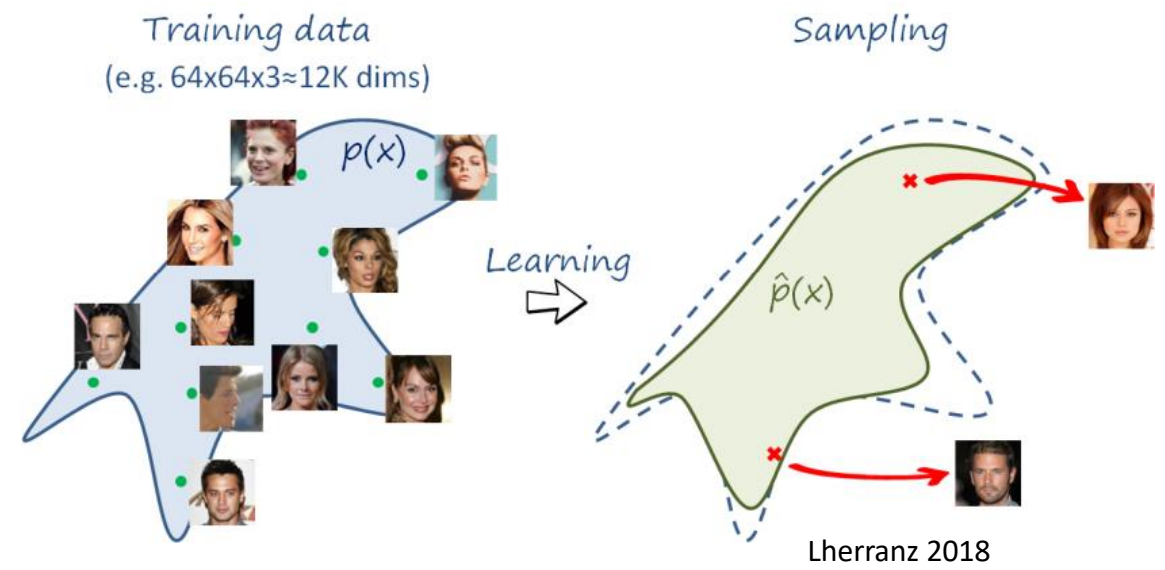 Training data
(e.g. 64x64x3≈12K dims)
p(x)
Learning
Sampling
p̂(x)
Lherranz 2018